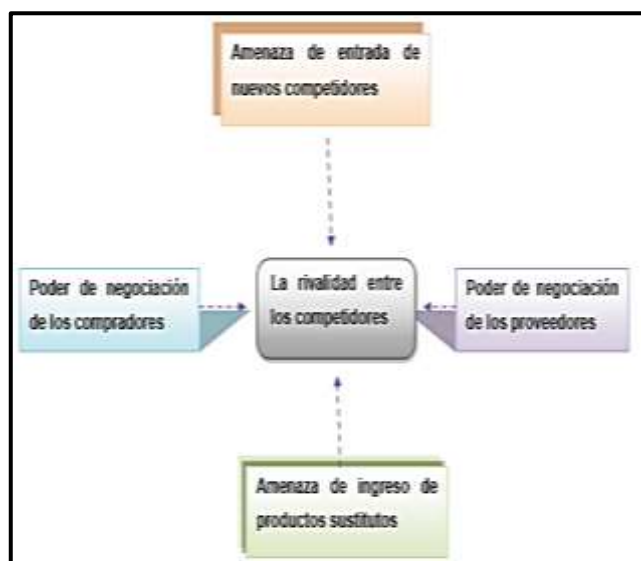 Amenaza de entrada de
nuevos competidores
Poder de negociación
de los compradores
La rivalidad entre
los competidores
Poder de negociación
de los proveedores
Amenaza de ingreso de
productos sustitutos